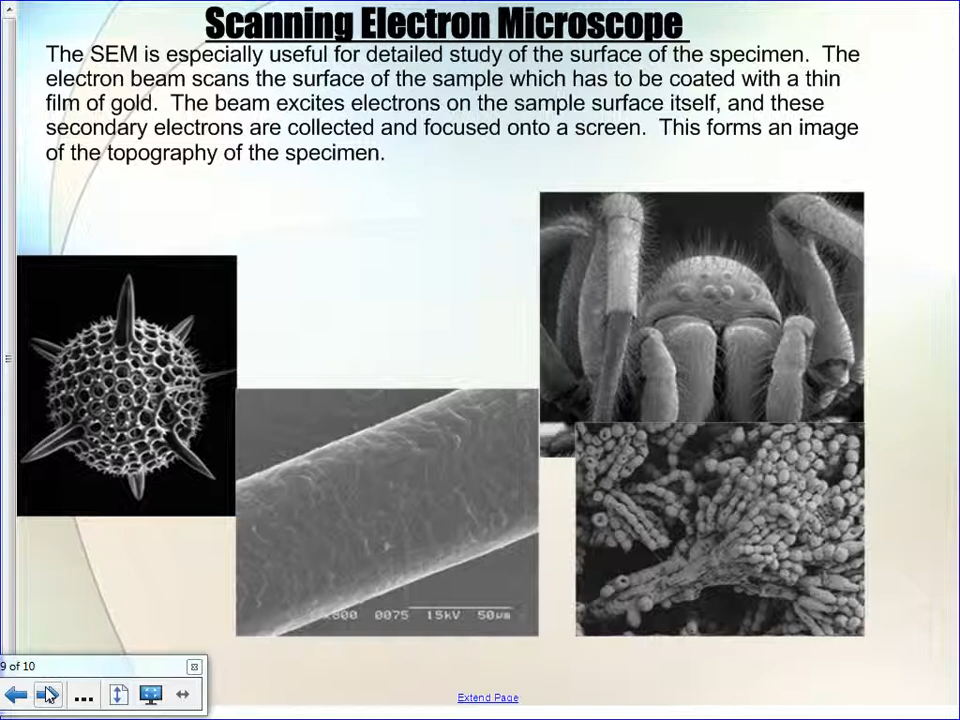 Scanning Electron Microscope
The SEM is especially useful for detailed study of the surface of the specimen. The
electron beam scans the surface of the sample which has to be coated with a thin
film of gold. The beam excites electrons on the sample surface itself, and these
secondary electrons are collected and focused onto a screen. This forms an image
of the topography of the specimen.
0075 15kV 50µm
9 of 10
Extend Page